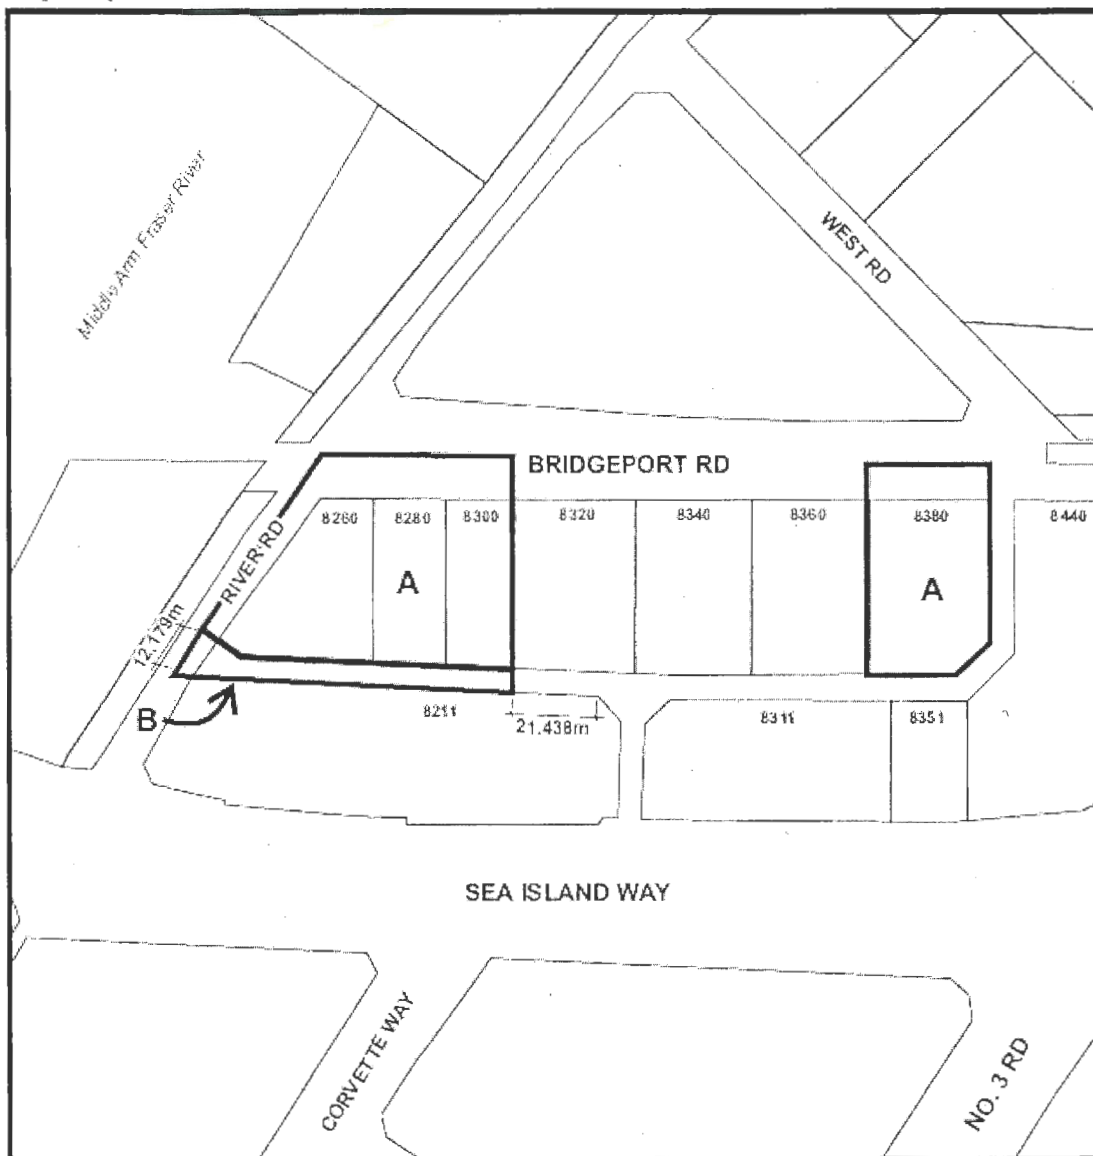 Middle Arm Fraser River
WEST RD
BRIDGEPORT RD
RIVER RD
8260
8280
8300
8320
8340
8360
8380
8440
A
A
12.179m
B
8211
21.438m
8311
8351
SEA ISLAND WAY
CORVETTE WAY
NO. 3 RD